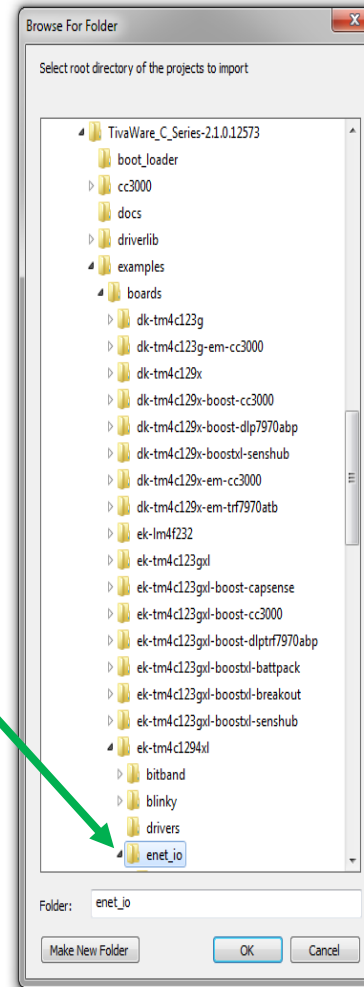 Browse For Folder
Select root directory of the projects to import
TivaWare_C_Series-2.1.0.12573
boot_loader
cc3000
docs
driverlib
examples
boards
dk-tm4c123g
dk-tm4c123g-em-cc3000
dk-tm4c129x
dk-tm4c129x-boost-cc3000
dk-tm4c129x-boost-dlp7970abp
dk-tm4c129x-boostxl-senshub
dk-tm4c129x-em-cc3000
dk-tm4c129x-em-trf7970atb
ek-lm4f232
ek-tm4c123gxl
ek-tm4c123gxl-boost-capsense
ek-tm4c123gxl-boost-cc3000
ek-tm4c123gxl-boost-dlptrf7970abp
ek-tm4c123gxl-boostxl-battpack
ek-tm4c123gxl-boostxl-breakout
ek-tm4c123gxl-boostxl-senshub
ek-tm4c1294xl
bitband
blinky
drivers
enet_io
Folder: enet_io
Make New Folder OK Cancel